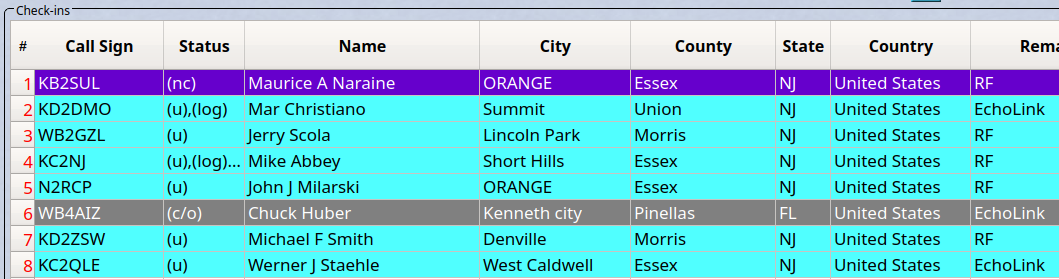 Check-ins
# Call Sign Status Name City County State Country Rema
1 KB2SUL (nc) Maurice A Naraine ORANGE Essex NJ United States RF
2 KD2DMO (u),(log) Mar Christiano Summit Union NJ United States EchoLink
3 WB2GZL (u) Jerry Scola Lincoln Park Morris NJ United States RF
4 KC2NJ (u),(log)... Mike Abbey Short Hills Essex NJ United States RF
5 N2RCP (u) John J Milarski ORANGE Essex NJ United States RF
6 WB4AIZ (c/o) Chuck Huber Kenneth city Pinellas FL United States EchoLink
7 KD2ZSW (u) Michael F Smith Denville Morris NJ United States RF
8 KC2QLE (u) Werner J Staehle West Caldwell Essex NJ United States EchoLink